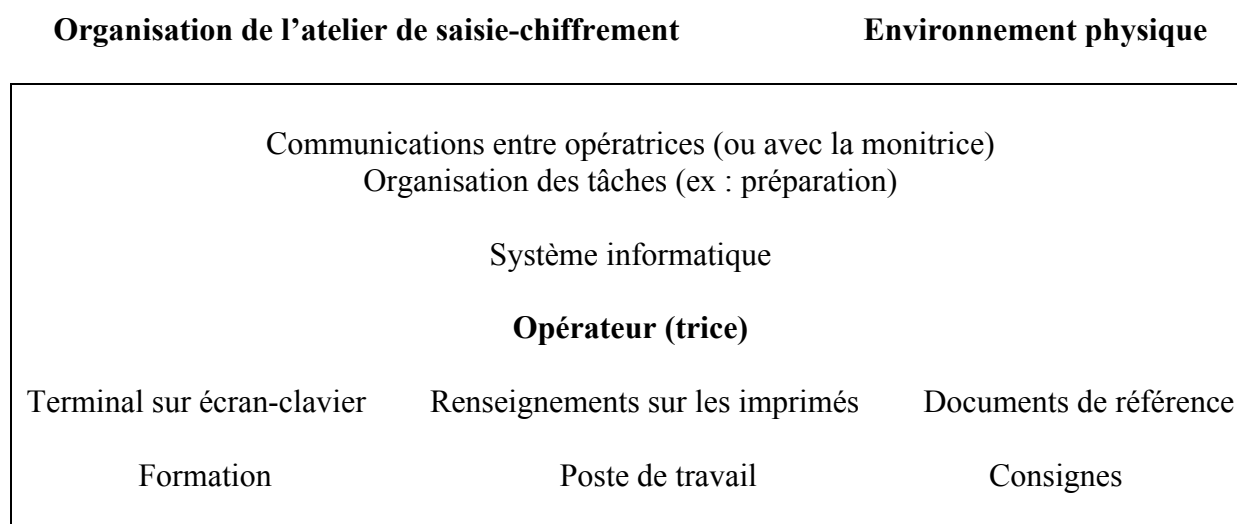 Organisation de l’atelier de saisie-chiffrement Environnement physique
Communications entre opératrices (ou avec la monitrice)
Organisation des tâches (ex : préparation)
Système informatique
Opérateur (trice)
Terminal sur écran-clavier Renseignements sur les imprimés Documents de référence
Formation Poste de travail Consignes